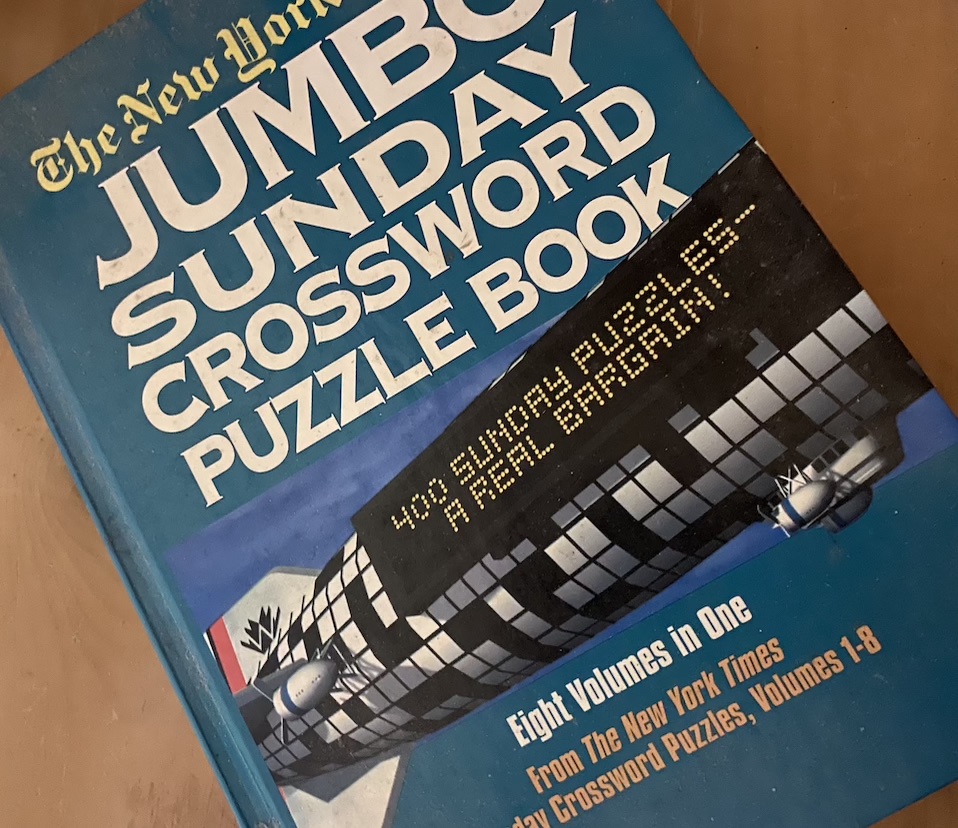 The New York
JUMBO
SUNDAY
CROSSWORD
PUZZLE BOOK
400 SUNDAY PUZZLES—
A REAL BARGAIN!
Eight Volumes in One
From The New York Times
day Crossword Puzzles, Volumes 1-8